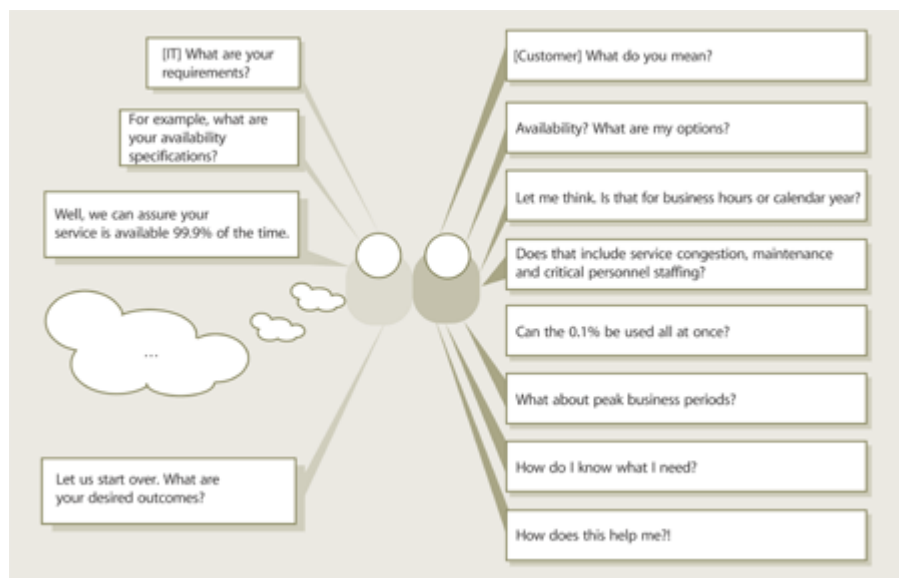 [IT] What are your
requirements?
[Customer] What do you mean?
For example, what are
your availability
specifications?
Availability? What are my options?
Well, we can assure your
service is available 99.9% of the time.
Let me think. Is that for business hours or calendar year?
Does that include service congestion, maintenance
and critical personnel staffing?
Can the 0.1% be used all at once?
...
What about peak business periods?
How do I know what I need?
How does this help me?!
Let us start over. What are
your desired outcomes?